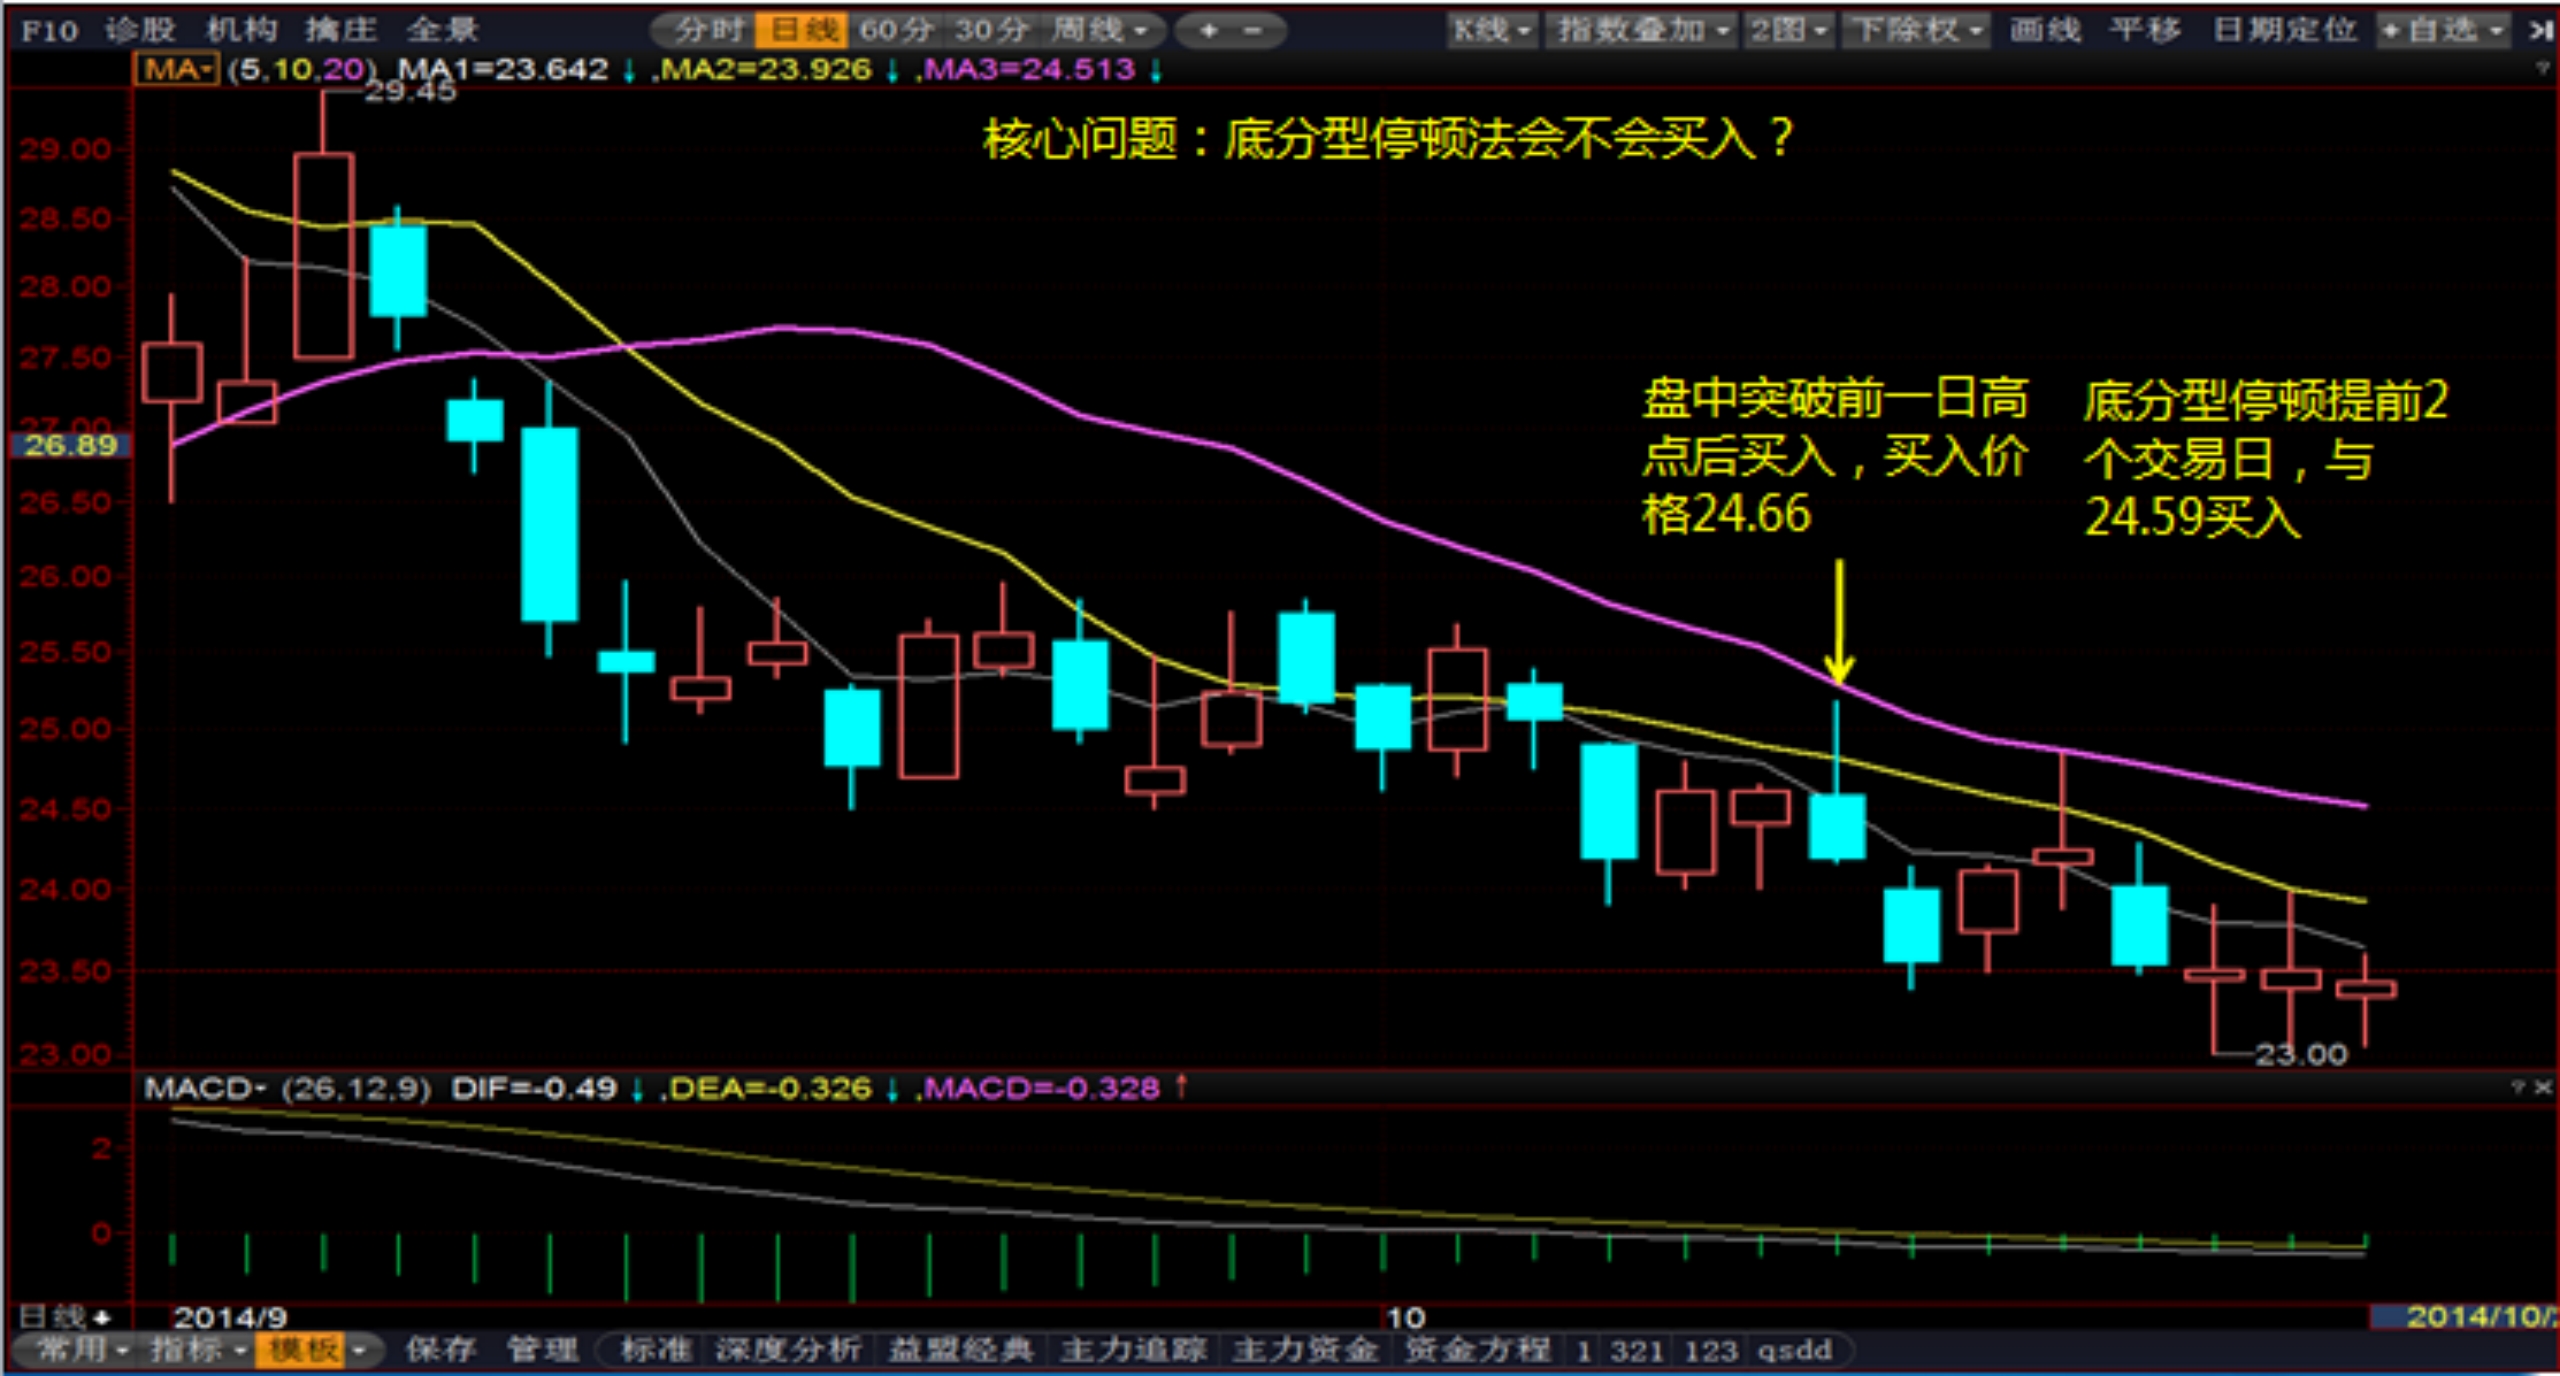 F10 诊股 机构 擒庄 全景 分时 日线 60分 30分 周线 + - K线 指数叠加 2图 下除权 画线 平移 日期定位 +自选
MA (5,10,20) MA1=23.642↓ ,MA2=23.926↓ ,MA3=24.513↓ ?
29.45
核心问题：底分型停顿法会不会买入？
29.00
28.50
28.00
27.50
27.00
26.89
26.50
26.00
25.50
25.00
24.50
24.00
23.50
23.00
盘中突破前一日高
点后买入，买入价
格24.66
底分型停顿提前2
个交易日，与
24.59买入
23.00
MACD (26,12,9) DIF=-0.49↓ ,DEA=-0.326↓ ,MACD=-0.328↑ ? ×
2
0
日线 2014/9 10 2014/10/
常用 指标 模板 保存 管理 标准 深度分析 益盟经典 主力追踪 主力资金 资金方程 1 321 123 qsdd